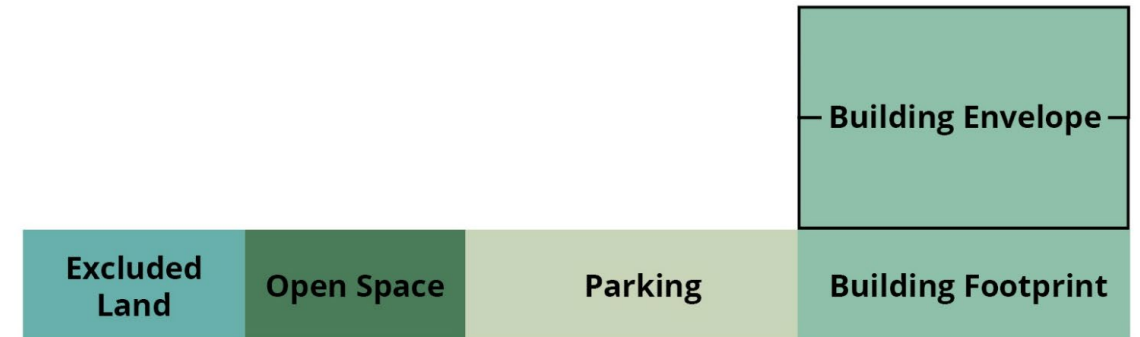 Building Envelope
Excluded
Land
Open Space
Parking
Building Footprint